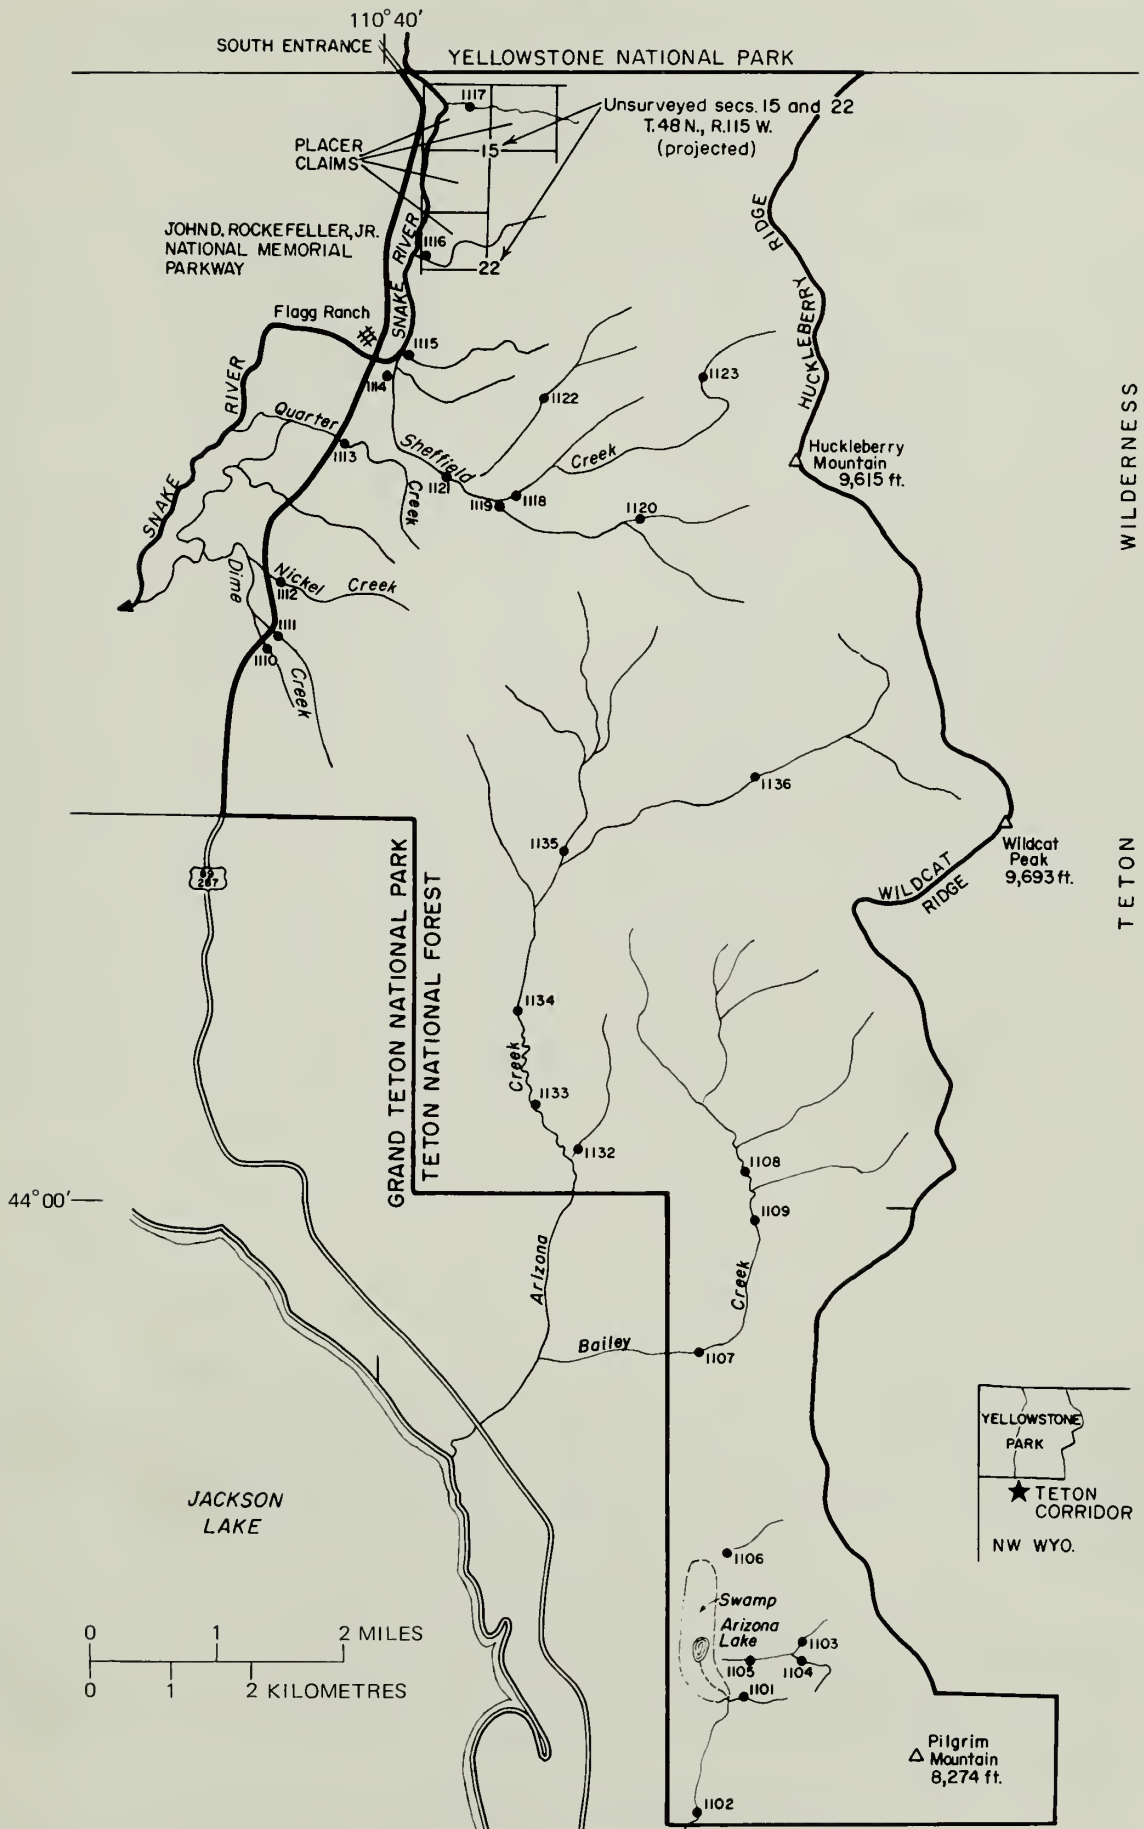 110°40'
SOUTH ENTRANCE
YELLOWSTONE NATIONAL PARK
1117
Unsurveyed secs. 15 and 22
T.48 N., R.115 W.
(projected)
PLACER
CLAIMS
15
JOHN D. ROCKEFELLER, JR.
NATIONAL MEMORIAL
PARKWAY
1116
22
SNAKE RIVER
HUCKLEBERRY RIDGE
Flagg Ranch
1115
1114
1123
1122
SNAKE RIVER
Quarter Creek
1113
Sheffield Creek
1121
1118
1119
1120
Huckleberry
Mountain
9,615 ft.
TETON WILDERNESS
Dime Creek
Nickel Creek
1112
1111
1110
1136
1135
Wildcat
Peak
9,693 ft.
WILDCAT
RIDGE
89
287
GRAND TETON NATIONAL PARK
TETON NATIONAL FOREST
1134
1133
1132
1108
1109
44°00'
Arizona Creek
Bailey Creek
1107
YELLOWSTONE
PARK
TETON
CORRIDOR
NW WYO.
JACKSON
LAKE
1106
Swamp
Arizona
Lake
1103
1105
1104
1101
0 1 2 MILES
0 1 2 KILOMETRES
Pilgrim
Mountain
8,274 ft.
1102